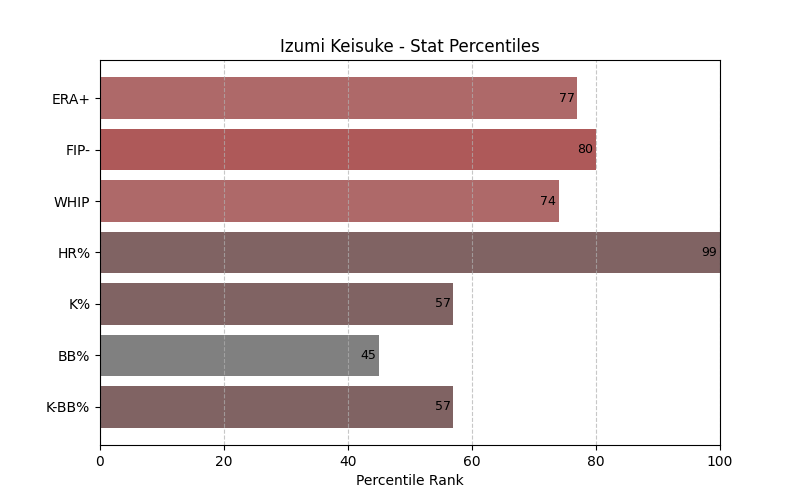 Izumi Keisuke - Stat Percentiles
ERA+ 77
FIP- 80
WHIP 74
HR% 99
K% 57
BB% 45
K-BB% 57
0 20 40 60 80 100
Percentile Rank